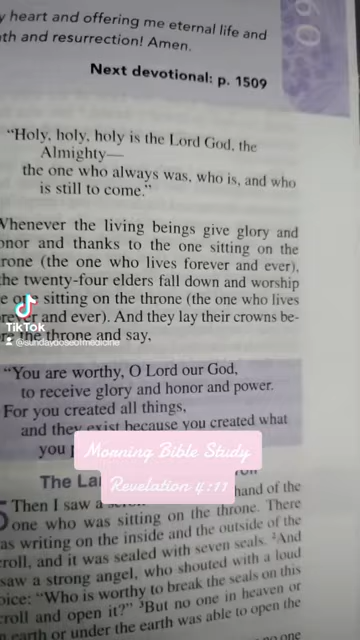 y heart and offering me eternal life and
th and resurrection! Amen.
Next devotional: p. 1509
"Holy, holy, holy is the Lord God, the
Almighty—
the one who always was, who is, and who
is still to come."
Whenever the living beings give glory and
onor and thanks to the one sitting on the
rone (the one who lives forever and ever),
he twenty-four elders fall down and worship
e one sitting on the throne (the one who lives
rever and ever). And they lay their crowns be-
re the throne and say,
TikTok
@sundaydoseofmedicine
"You are worthy, O Lord our God,
to receive glory and honor and power.
For you created all things,
and they exist because you created what
you
Morning Bible Study
Revelation 4:11
The La
5 Then I saw a hand of the
one who was sitting on the throne. There
as writing on the inside and the outside of the
croll, and it was sealed with seven seals. 2And
saw a strong angel, who shouted with a loud
oice: "Who is worthy to break the seals on this
croll and open it?" 3But no one in heaven or
earth or under the earth was able to open the
no one